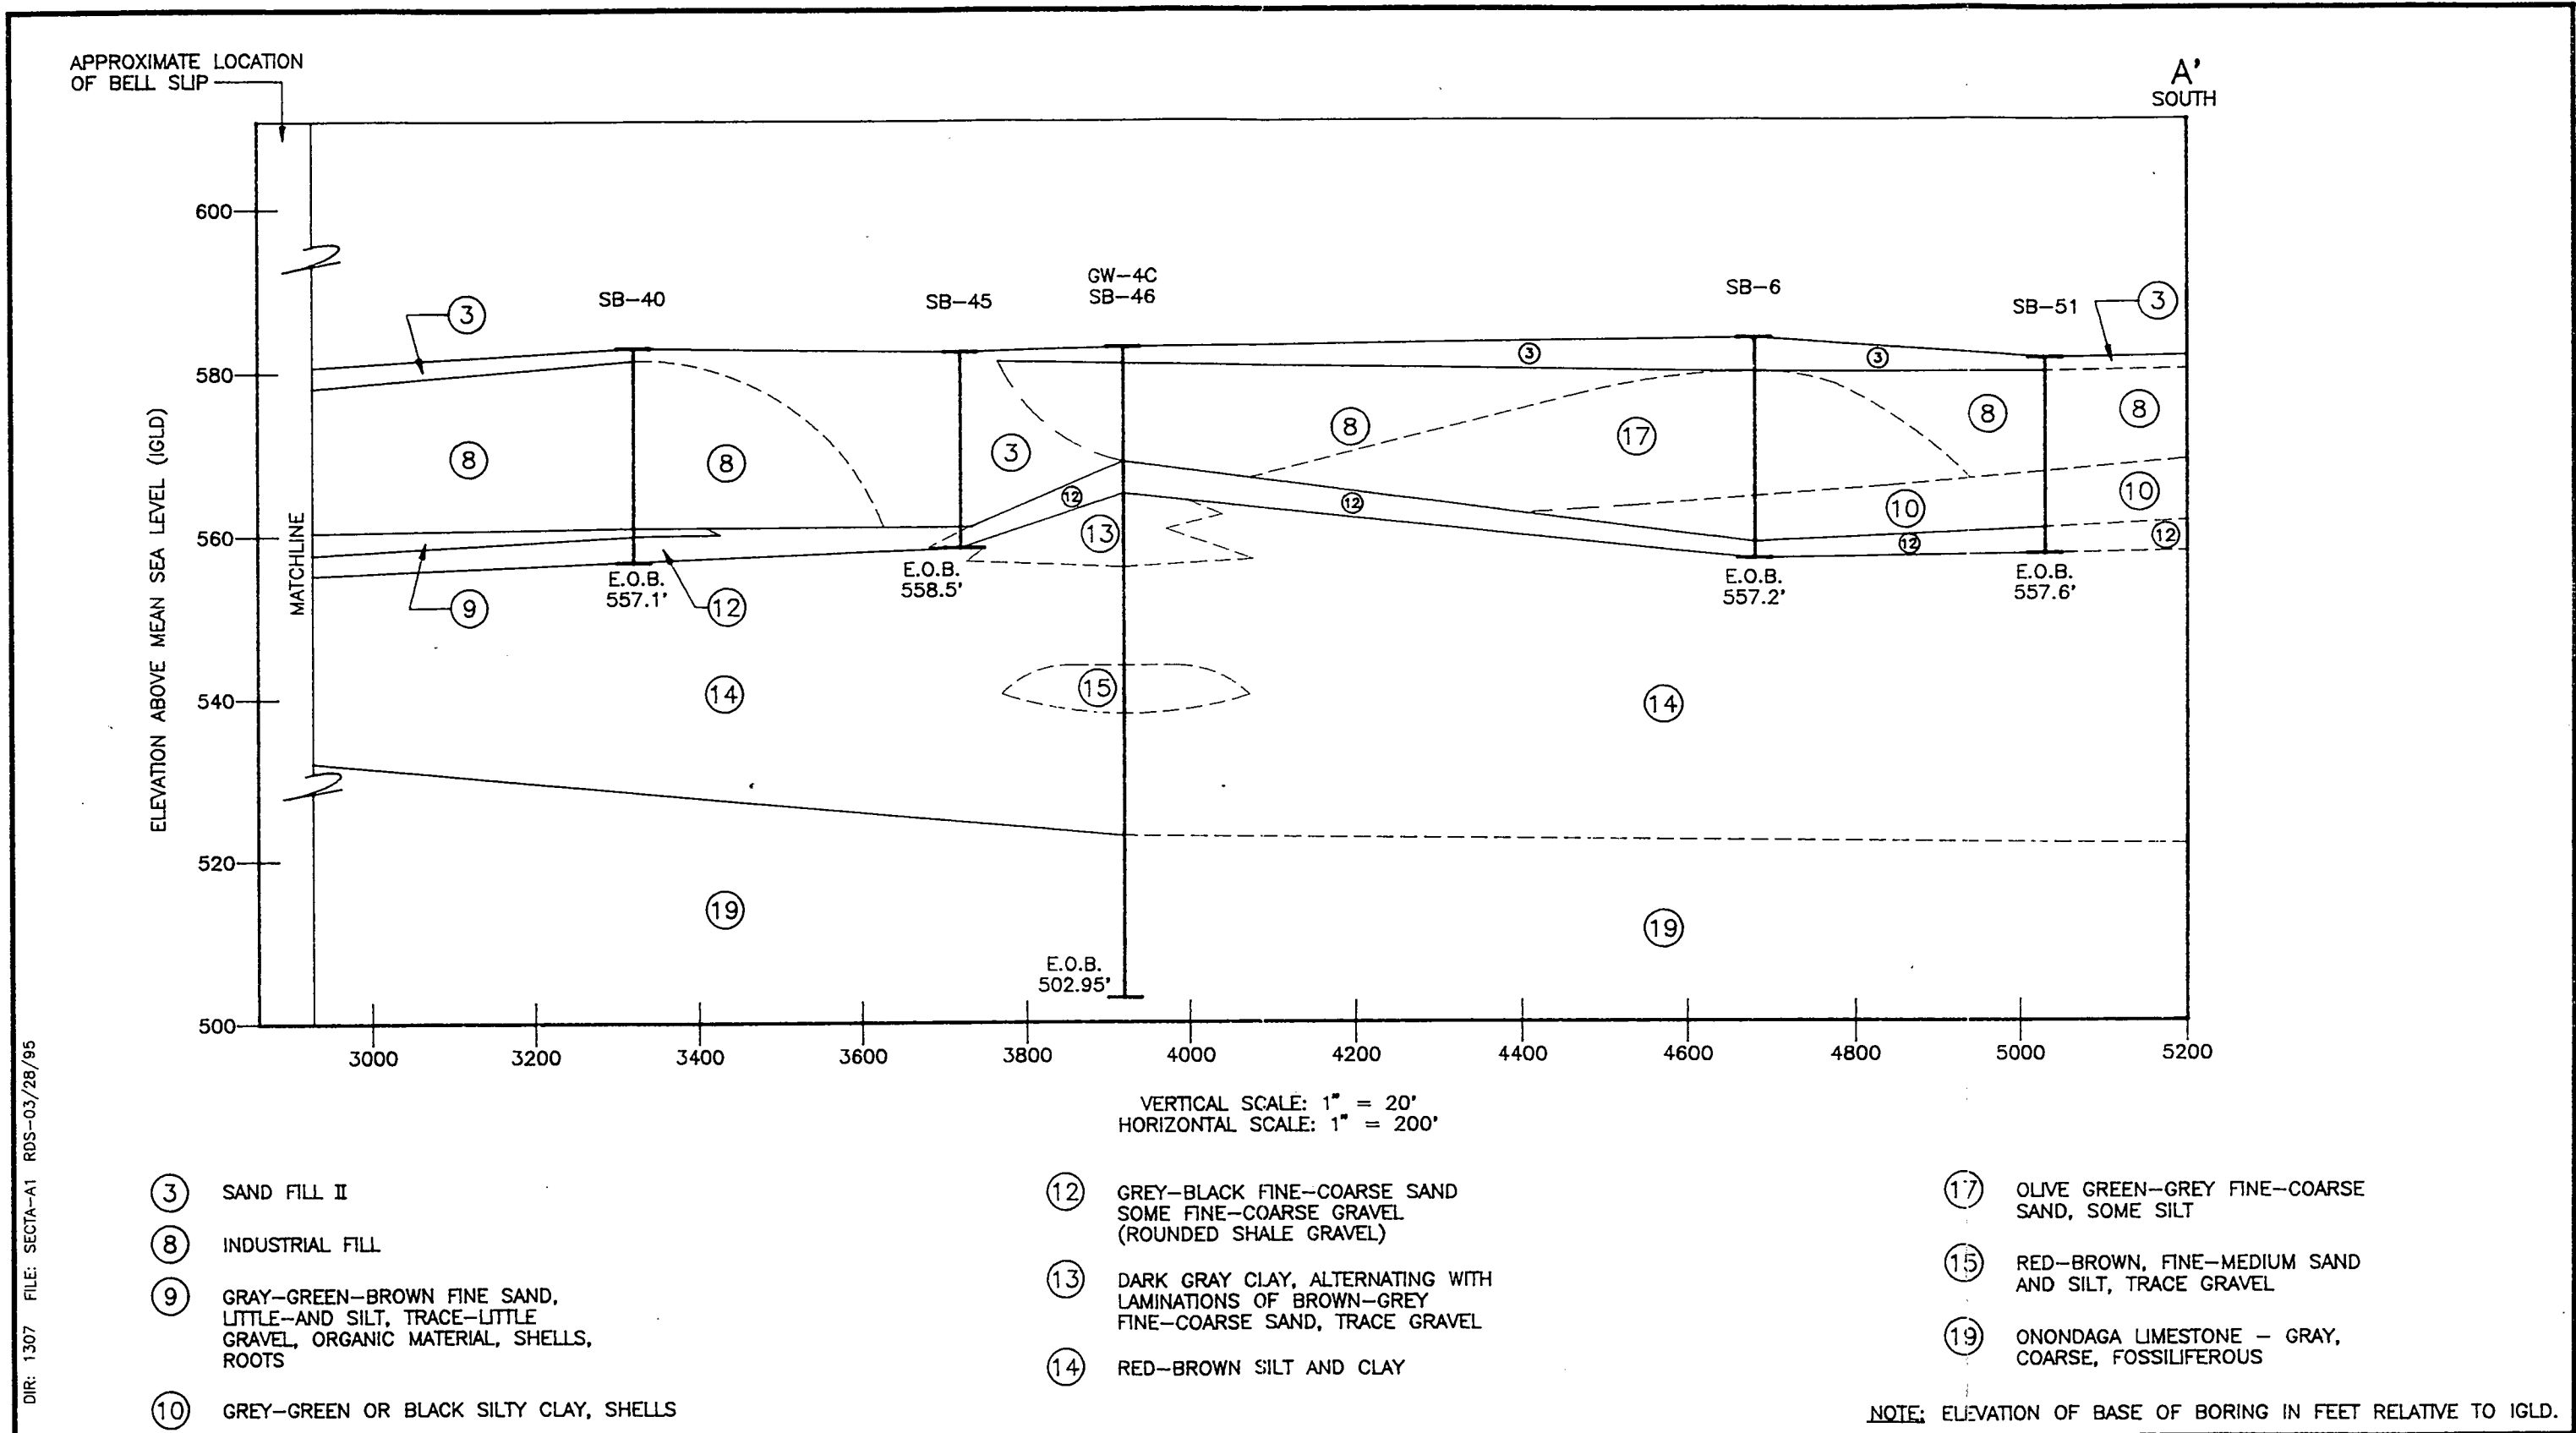 APPROXIMATE LOCATION
OF BELL SLIP
A'
SOUTH
600
580
560
540
520
500
ELEVATION ABOVE MEAN SEA LEVEL (IGLD)
MATCHLINE
GW-4C
SB-46
SB-40
SB-45
SB-6
SB-51
3
3
3
3
8
8
3
8
17
8
8
12
12
10
10
13
12
12
9
12
E.O.B.
557.1'
E.O.B.
558.5'
E.O.B.
557.2'
E.O.B.
557.6'
14
15
14
19
19
E.O.B.
502.95'
3000
3200
3400
3600
3800
4000
4200
4400
4600
4800
5000
5200
VERTICAL SCALE: 1" = 20'
HORIZONTAL SCALE: 1" = 200'
3 SAND FILL II
8 INDUSTRIAL FILL
9 GRAY-GREEN-BROWN FINE SAND,
LITTLE-AND SILT, TRACE-LITTLE
GRAVEL, ORGANIC MATERIAL, SHELLS,
ROOTS
10 GREY-GREEN OR BLACK SILTY CLAY, SHELLS
12 GREY-BLACK FINE-COARSE SAND
SOME FINE-COARSE GRAVEL
(ROUNDED SHALE GRAVEL)
13 DARK GRAY CLAY, ALTERNATING WITH
LAMINATIONS OF BROWN-GREY
FINE-COARSE SAND, TRACE GRAVEL
14 RED-BROWN SILT AND CLAY
17 OLIVE GREEN-GREY FINE-COARSE
SAND, SOME SILT
15 RED-BROWN, FINE-MEDIUM SAND
AND SILT, TRACE GRAVEL
19 ONONDAGA LIMESTONE - GRAY,
COARSE, FOSSILIFEROUS
NOTE: ELEVATION OF BASE OF BORING IN FEET RELATIVE TO IGLD.
DIR: 1307 FILE: SECTA-A1 RDS-03/28/95